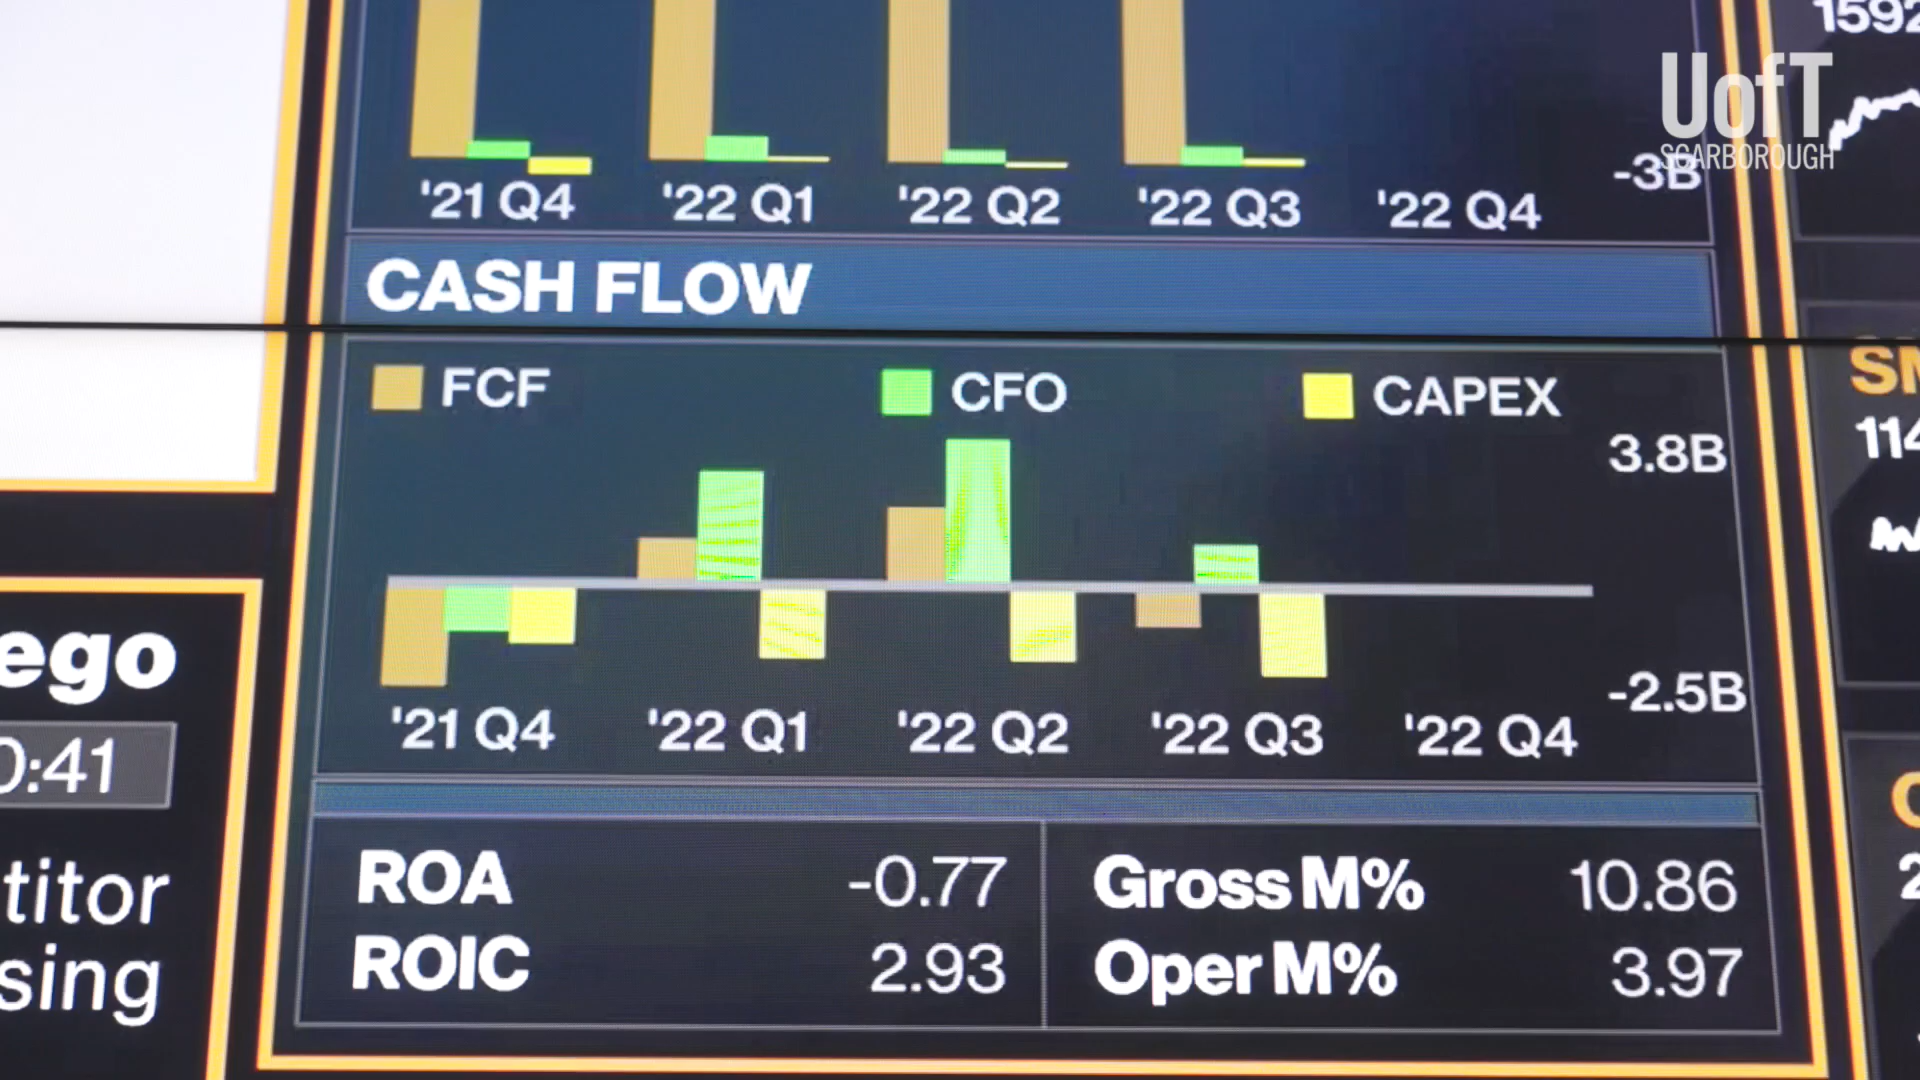 1592
UofT
SCARBOROUGH
-3B
'21 Q4 '22 Q1 '22 Q2 '22 Q3 '22 Q4
CASH FLOW
FCF CFO CAPEX
3.8B
-2.5B
'21 Q4 '22 Q1 '22 Q2 '22 Q3 '22 Q4
ROA -0.77 Gross M% 10.86
ROIC 2.93 Oper M% 3.97
ego
0:41
titor
sing
SM
114